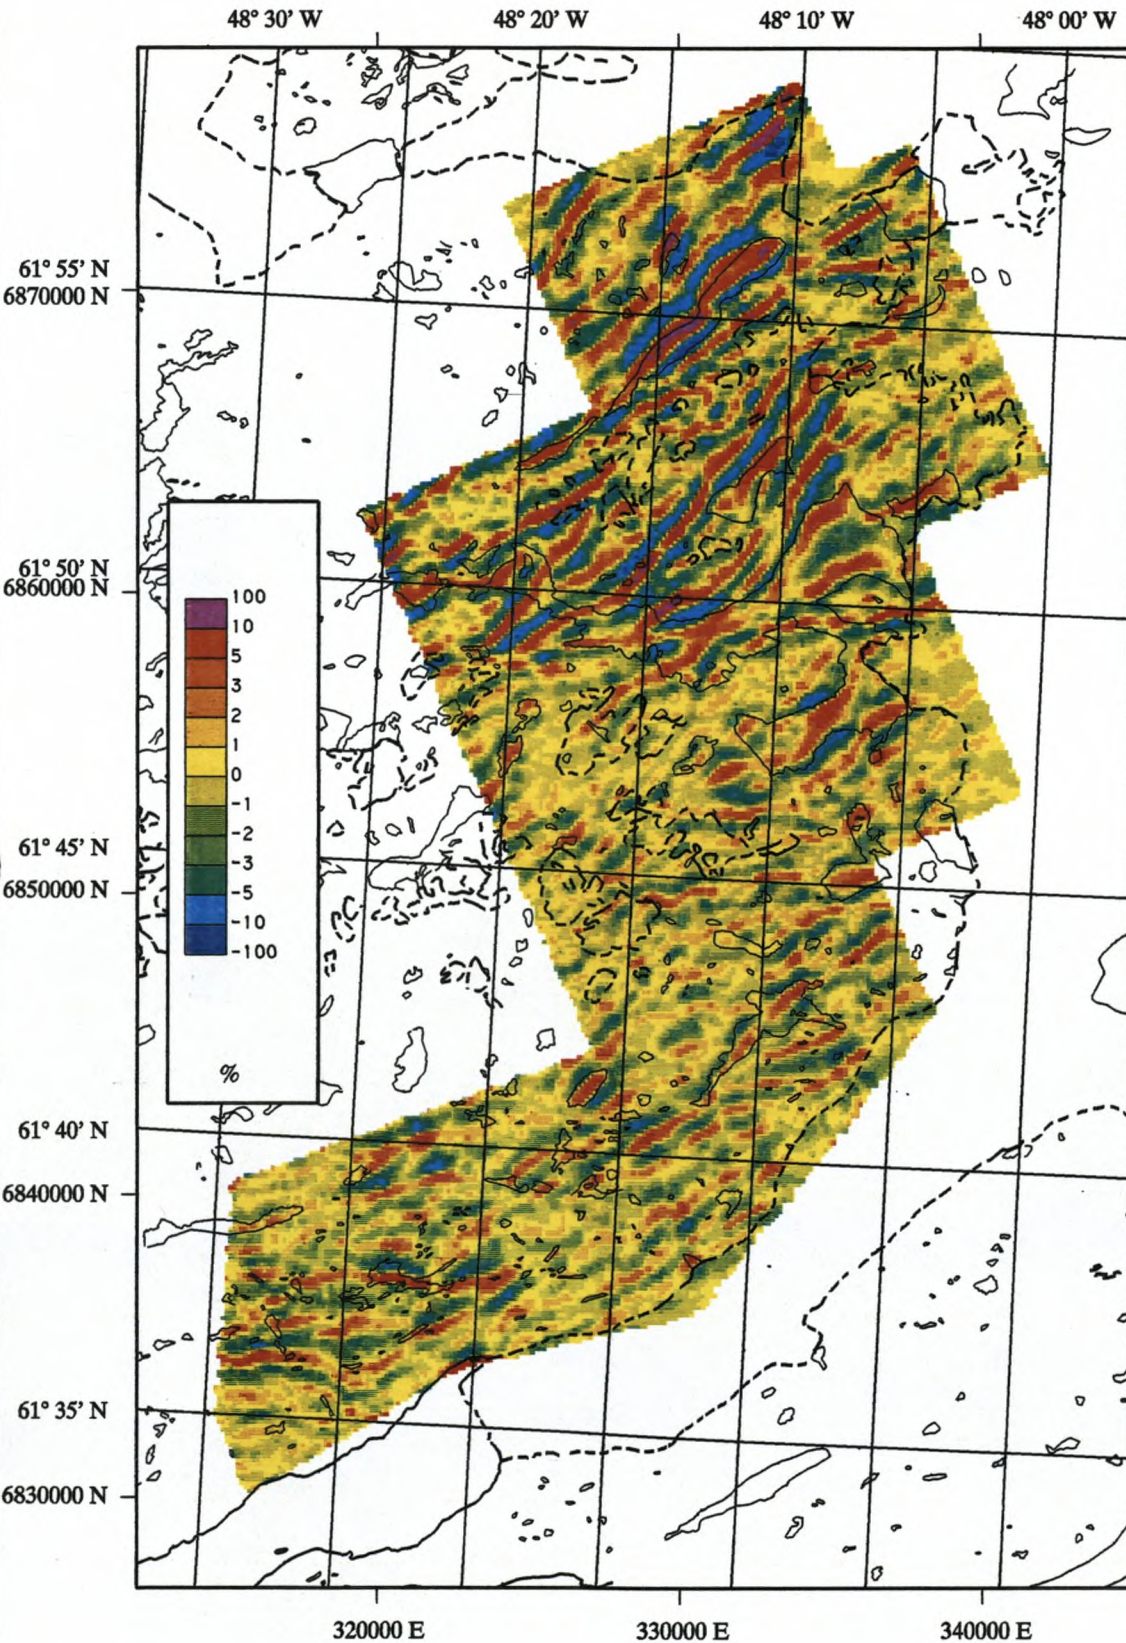 48° 30' W 48° 20' W 48° 10' W 48° 00' W
61° 55' N
6870000 N
61° 50' N
6860000 N
100
10
5
3
2
1
0
-1
-2
-3
-5
-10
-100
%
61° 45' N
6850000 N
61° 40' N
6840000 N
61° 35' N
6830000 N
320000 E 330000 E 340000 E